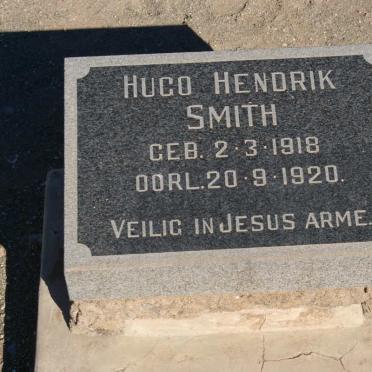 HUGO HENDRIK
SMITH
GEB. 2·3·1918
OORL. 20·9·1920.
VEILIG IN JESUS ARME.